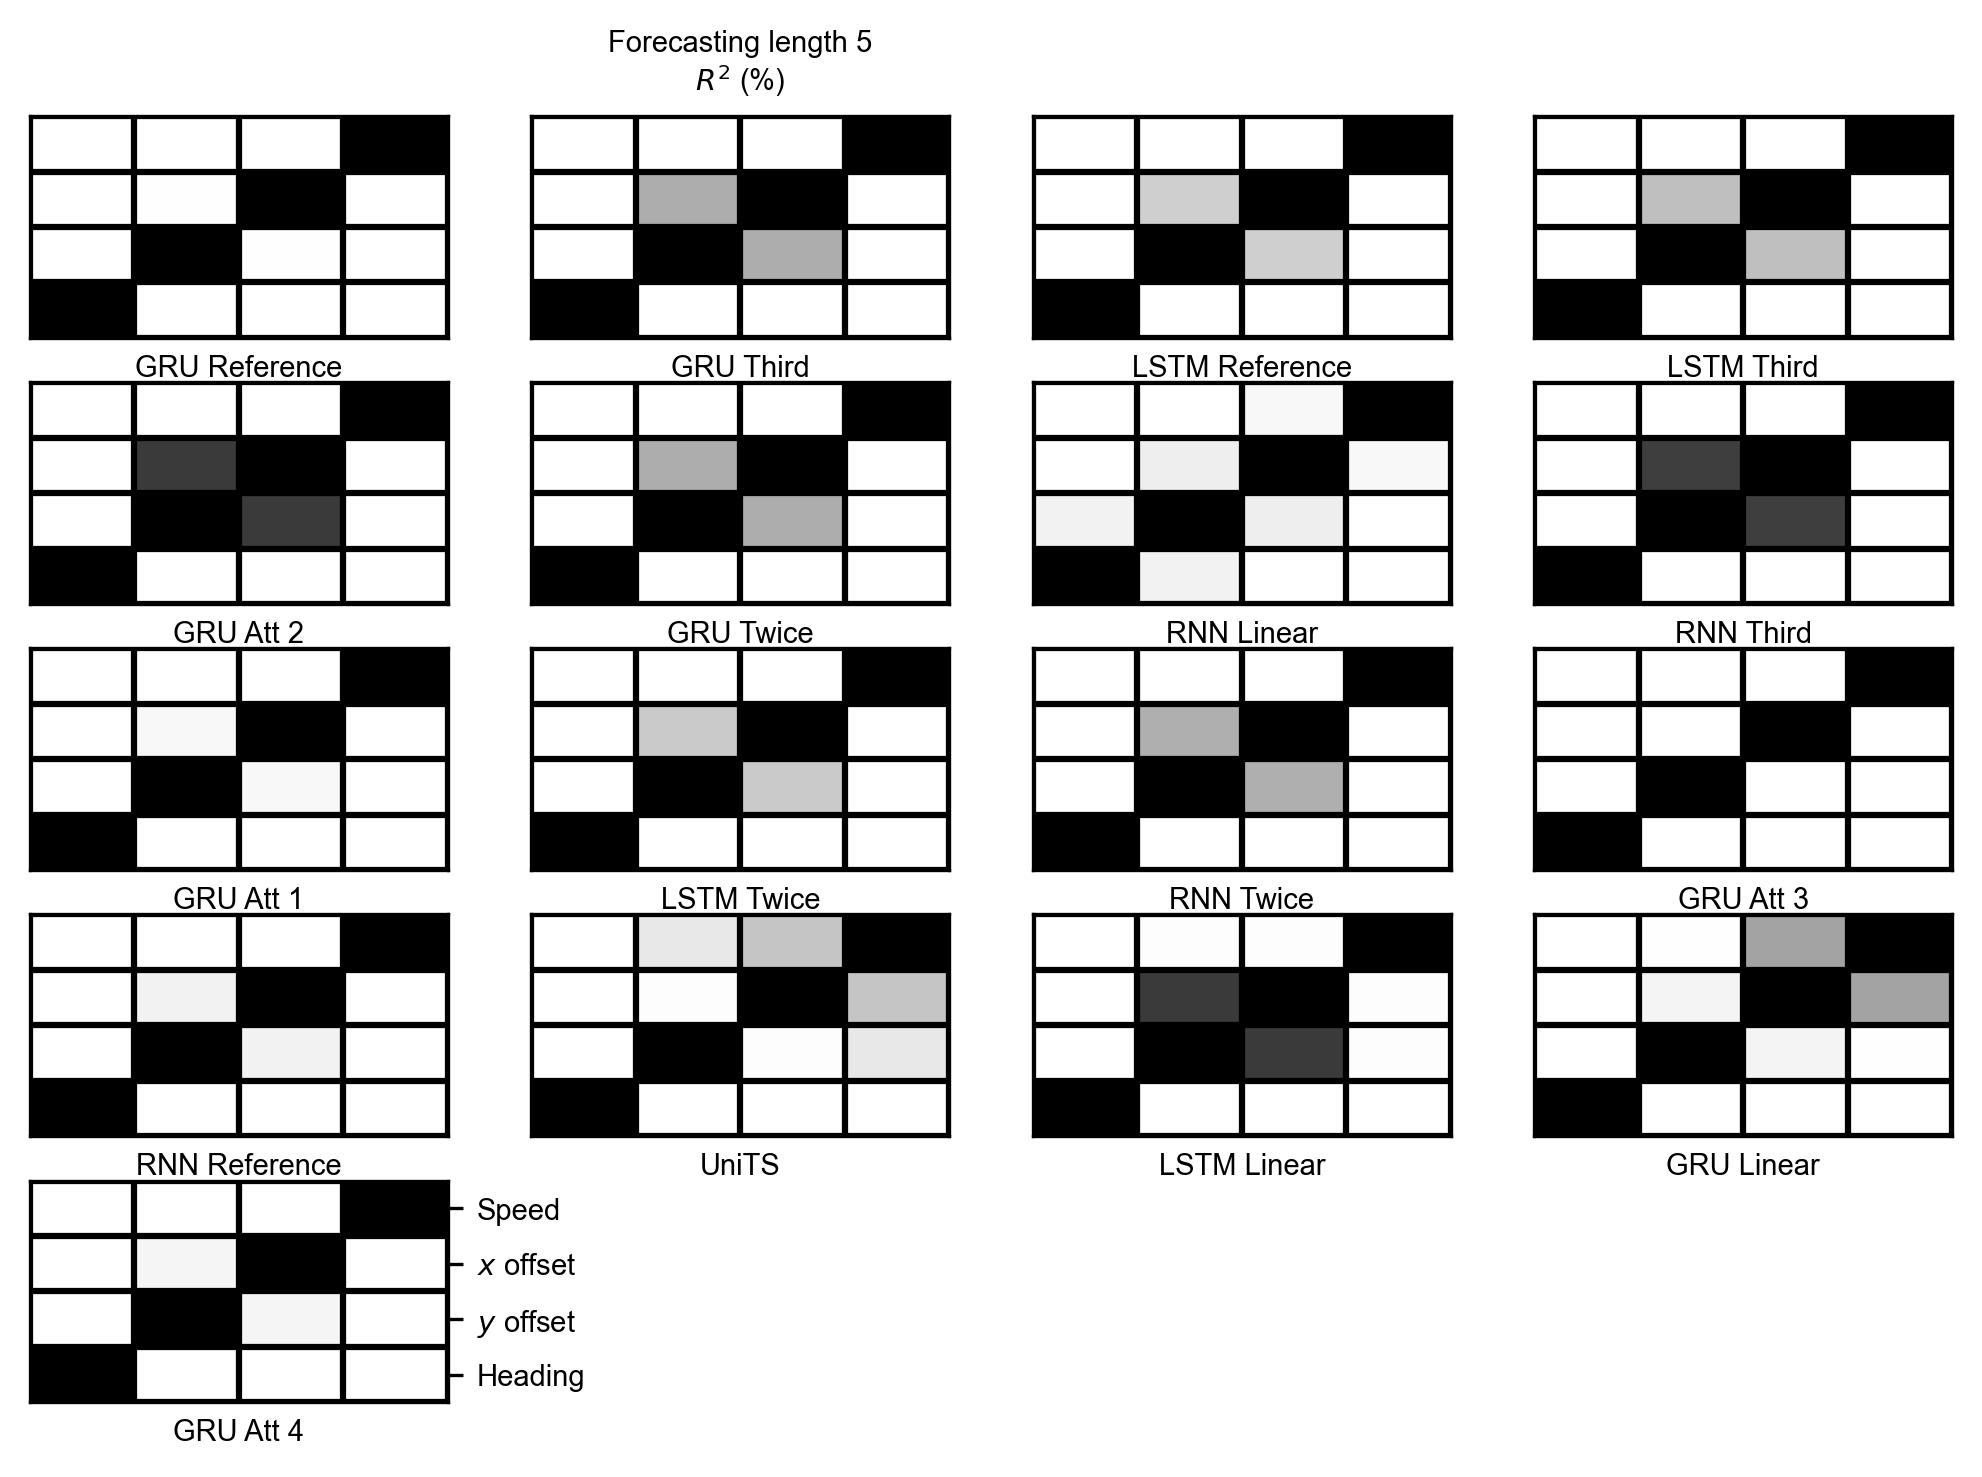 Forecasting length 5
R² (%)
GRU Reference
GRU Third
LSTM Reference
LSTM Third
GRU Att 2
GRU Twice
RNN Linear
RNN Third
GRU Att 1
LSTM Twice
RNN Twice
GRU Att 3
RNN Reference
UniTS
LSTM Linear
GRU Linear
Speed
x offset
y offset
Heading
GRU Att 4